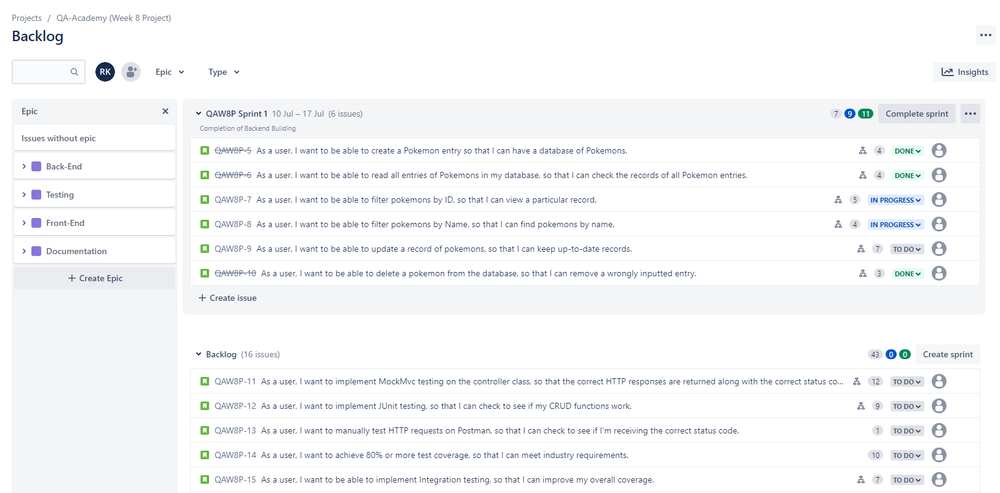 Projects / QA-Academy (Week 8 Project)
Backlog
RK Epic Type Insights
Epic
Issues without epic
Back-End
Testing
Front-End
Documentation
+ Create Epic
QAW8P Sprint 1 10 Jul – 17 Jul (6 issues) 7 9 11 Complete sprint
Completion of Backend Building
QAW8P-5 As a user, I want to be able to create a Pokemon entry so that I can have a database of Pokemons. 4 DONE
QAW8P-6 As a user, I want to be able to read all entries of Pokemons in my database, so that I can check the records of all Pokemon entries. 4 DONE
QAW8P-7 As a user, I want to be able to filter pokemons by ID, so that I can view a particular record. 5 IN PROGRESS
QAW8P-8 As a user, I want to be able to filter pokemons by Name, so that I can find pokemons by name. 4 IN PROGRESS
QAW8P-9 As a user, I want to be able to update a record of pokemons, so that I can keep up-to-date records. 7 TO DO
QAW8P-10 As a user, I want to be able to delete a pokemon from the database, so that I can remove a wrongly inputted entry. 3 DONE
+ Create issue
Backlog (16 issues) 43 0 0 Create sprint
QAW8P-11 As a user, I want to implement MockMvc testing on the controller class, so that the correct HTTP responses are returned along with the correct status co... 12 TO DO
QAW8P-12 As a user, I want to implement JUnit testing, so that I can check to see if my CRUD functions work. 9 TO DO
QAW8P-13 As a user, I want to manually test HTTP requests on Postman, so that I can check to see if I'm receiving the correct status code. 1 TO DO
QAW8P-14 As a user, I want to achieve 80% or more test coverage, so that I can meet industry requirements. 10 TO DO
QAW8P-15 As a user, I want to be able to implement Integration testing, so that I can improve my overall coverage. 7 TO DO